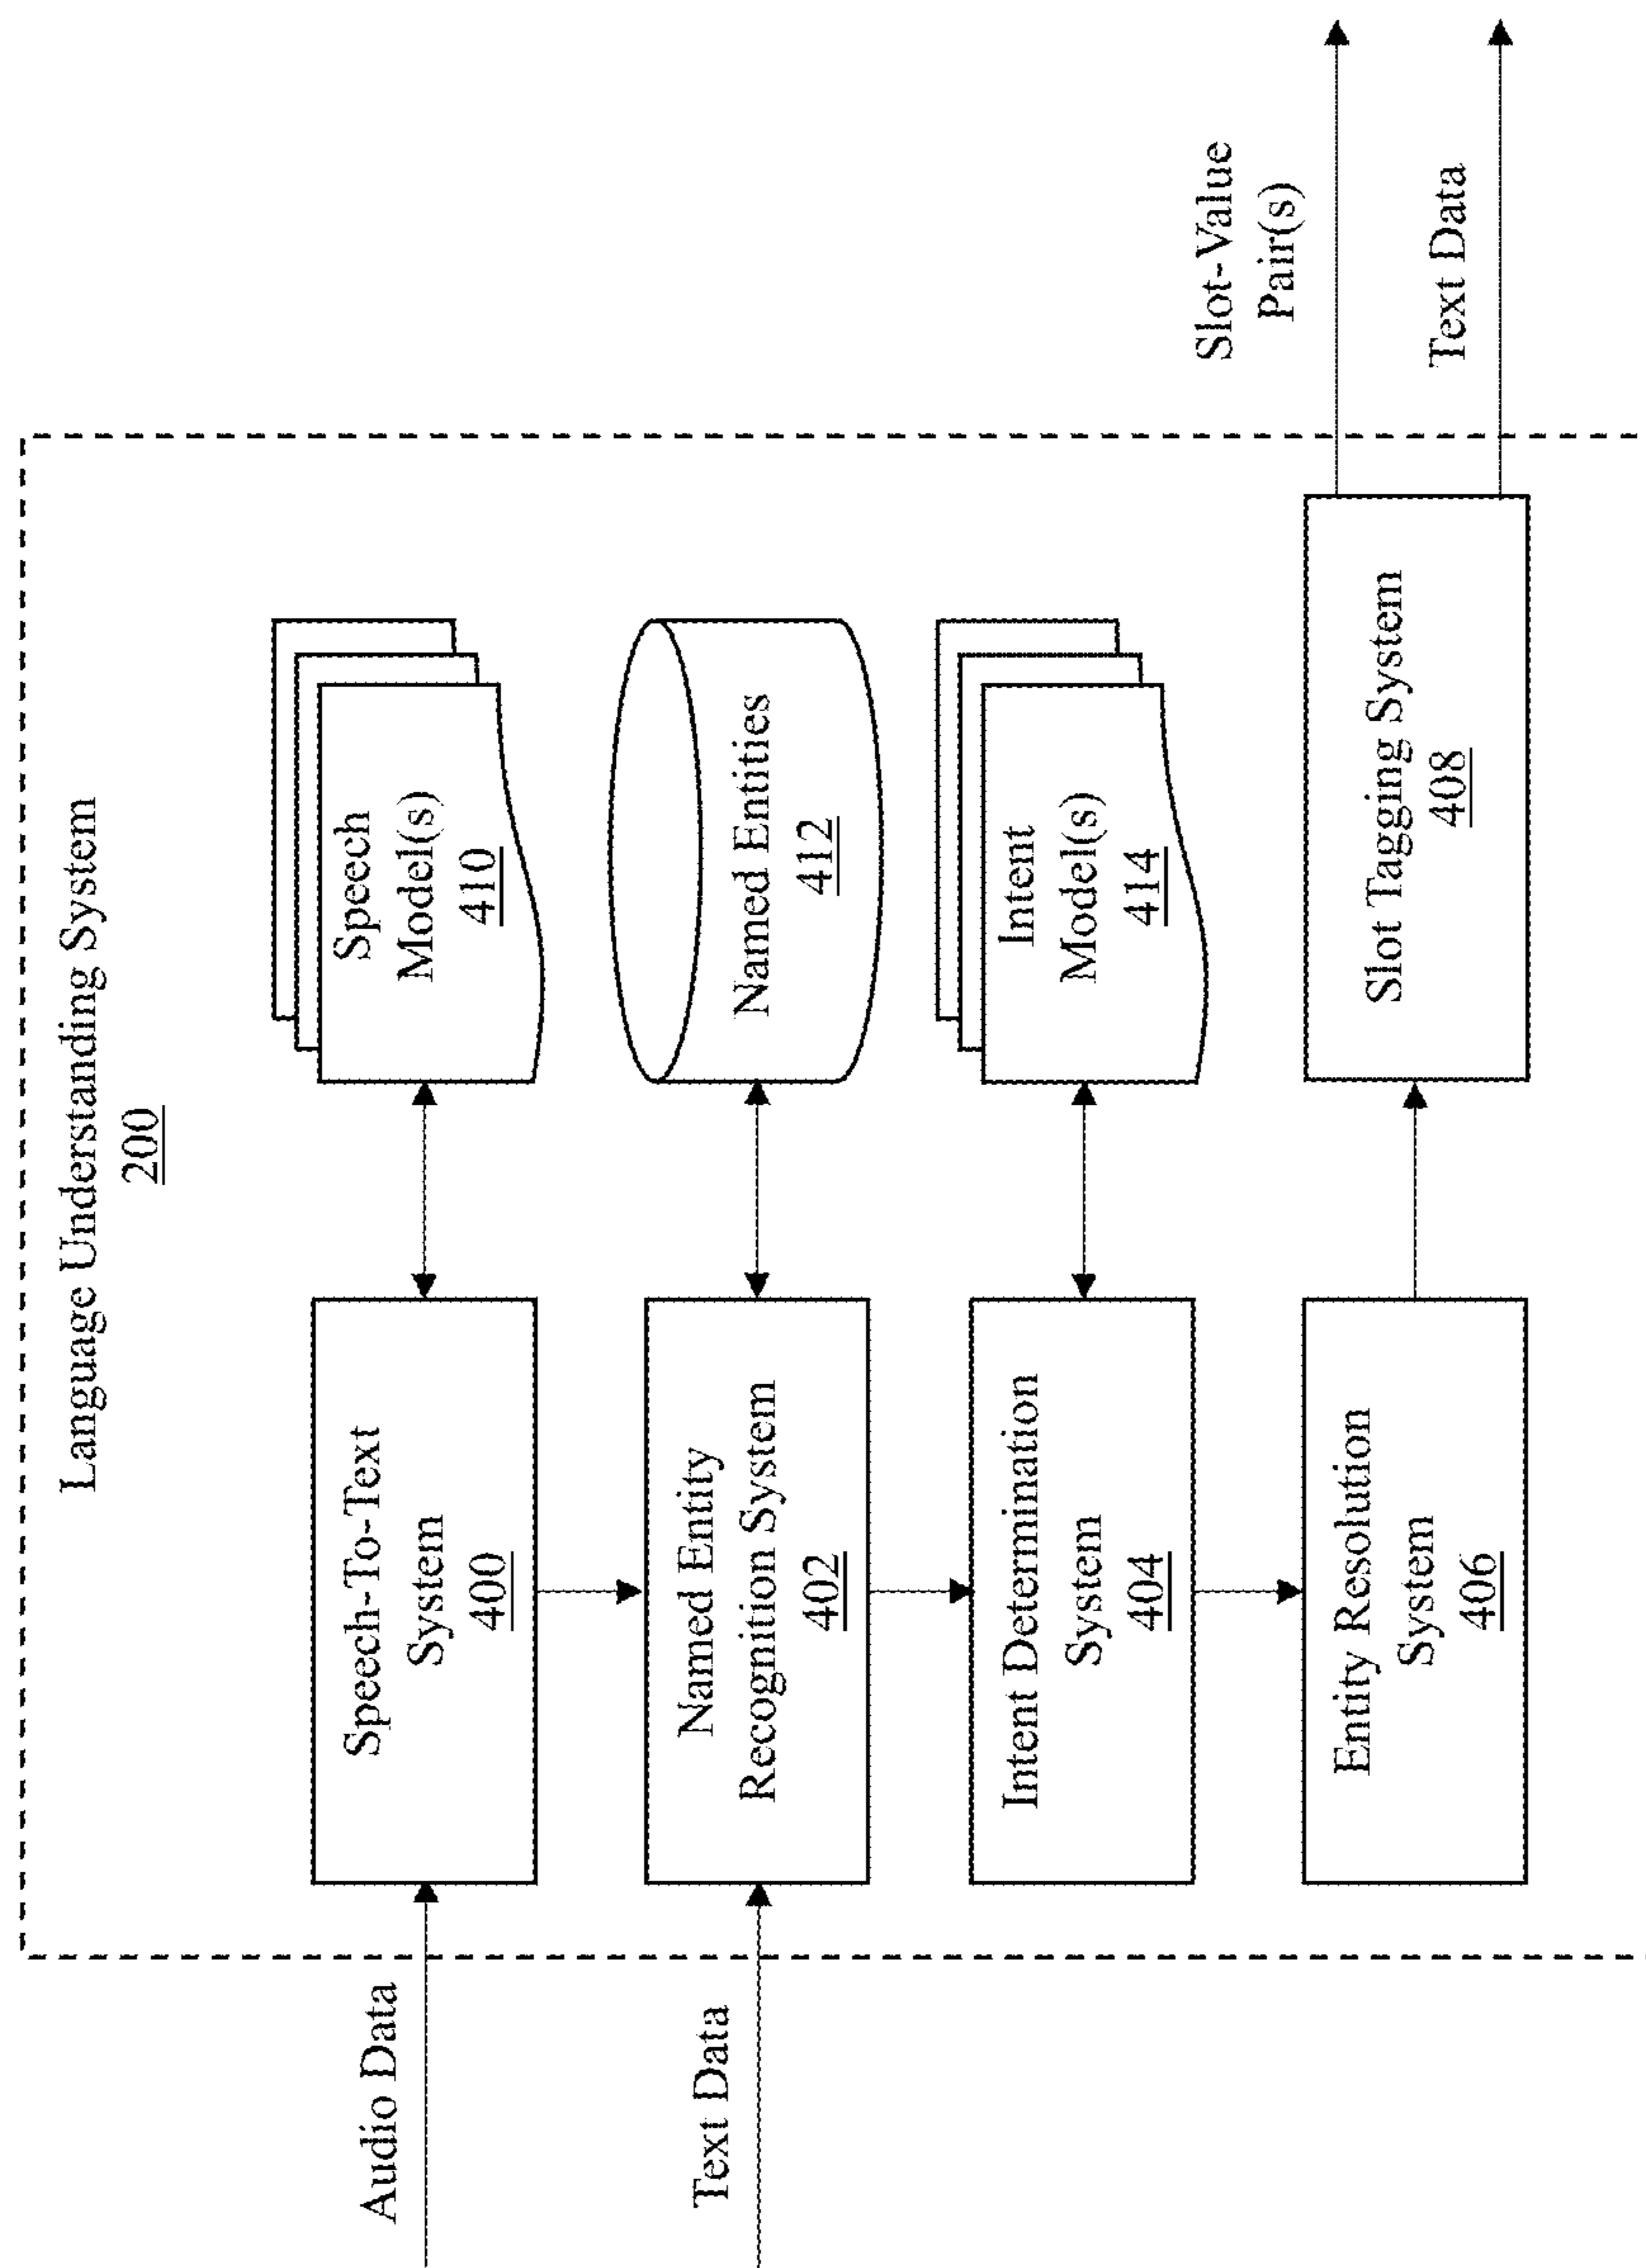 Language Understanding System
200
Audio Data
Speech-To-Text
System
400
Speech
Model(s)
410
Text Data
Named Entity
Recognition System
402
Named Entities
412
Intent Determination
System
404
Intent
Model(s)
414
Entity Resolution
System
406
Slot Tagging System
408
Slot-Value
Pair(s)
Text Data